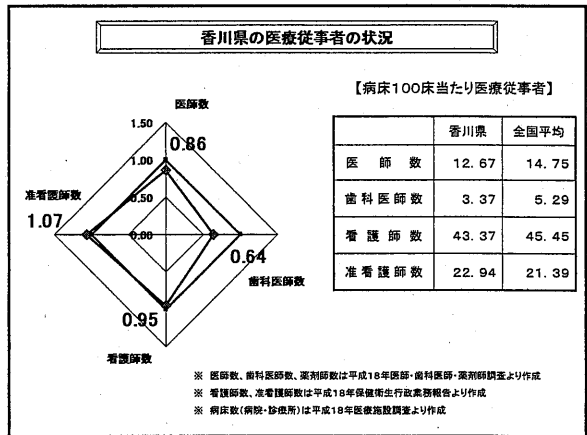 香川県の医療従事者の状況
【病床100床当たり医療従事者】
医師数
1.50
0.86
1.00
准看護師数
0.50
1.07
0.00
0.64
歯科医師数
0.95
看護師数
香川県 全国平均
医師数 12.67 14.75
歯科医師数 3.37 5.29
看護師数 43.37 45.45
准看護師数 22.94 21.39
※ 医師数、歯科医師数、薬剤師数は平成18年医師・歯科医師・薬剤師調査より作成
※ 看護師数、准看護師数は平成18年保健衛生行政業務報告より作成
※ 病床数(病院・診療所)は平成18年医療施設調査より作成